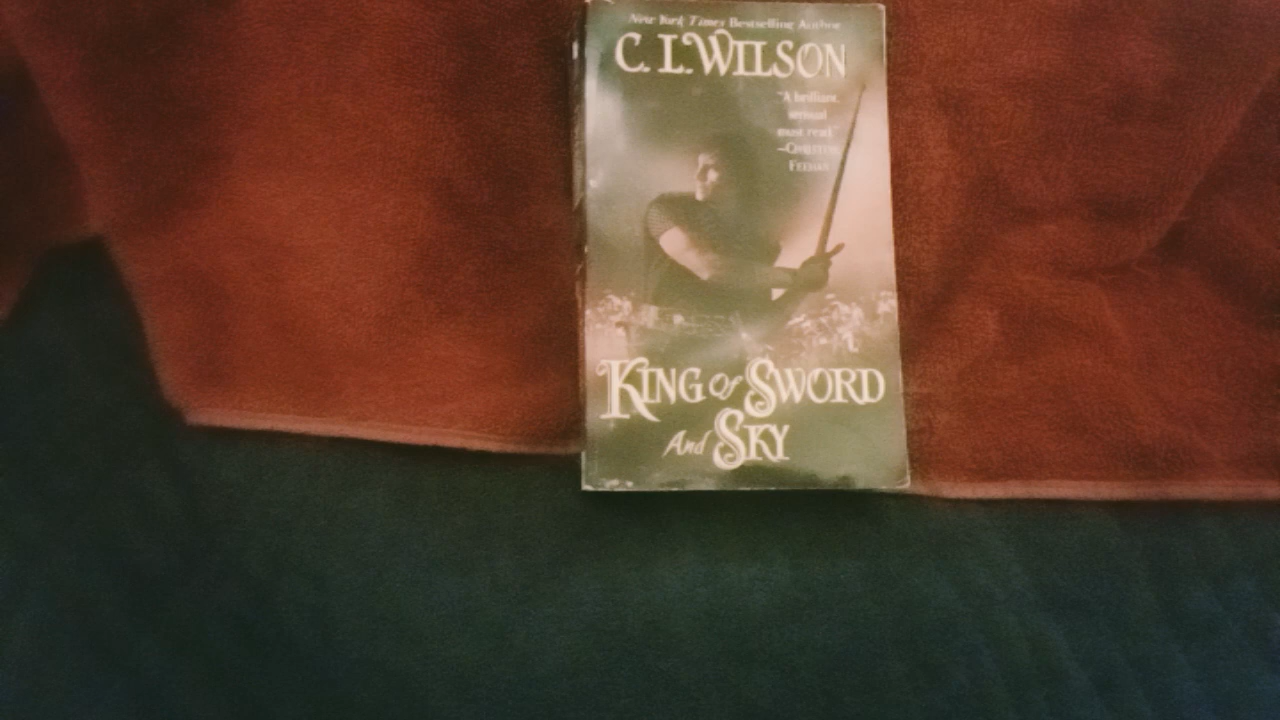 New York Times Bestselling Author
C. L. WILSON
"A brilliant,
sensual
must read."
—CHRISTINE
FEEHAN
KING Of SWORD
And SKY